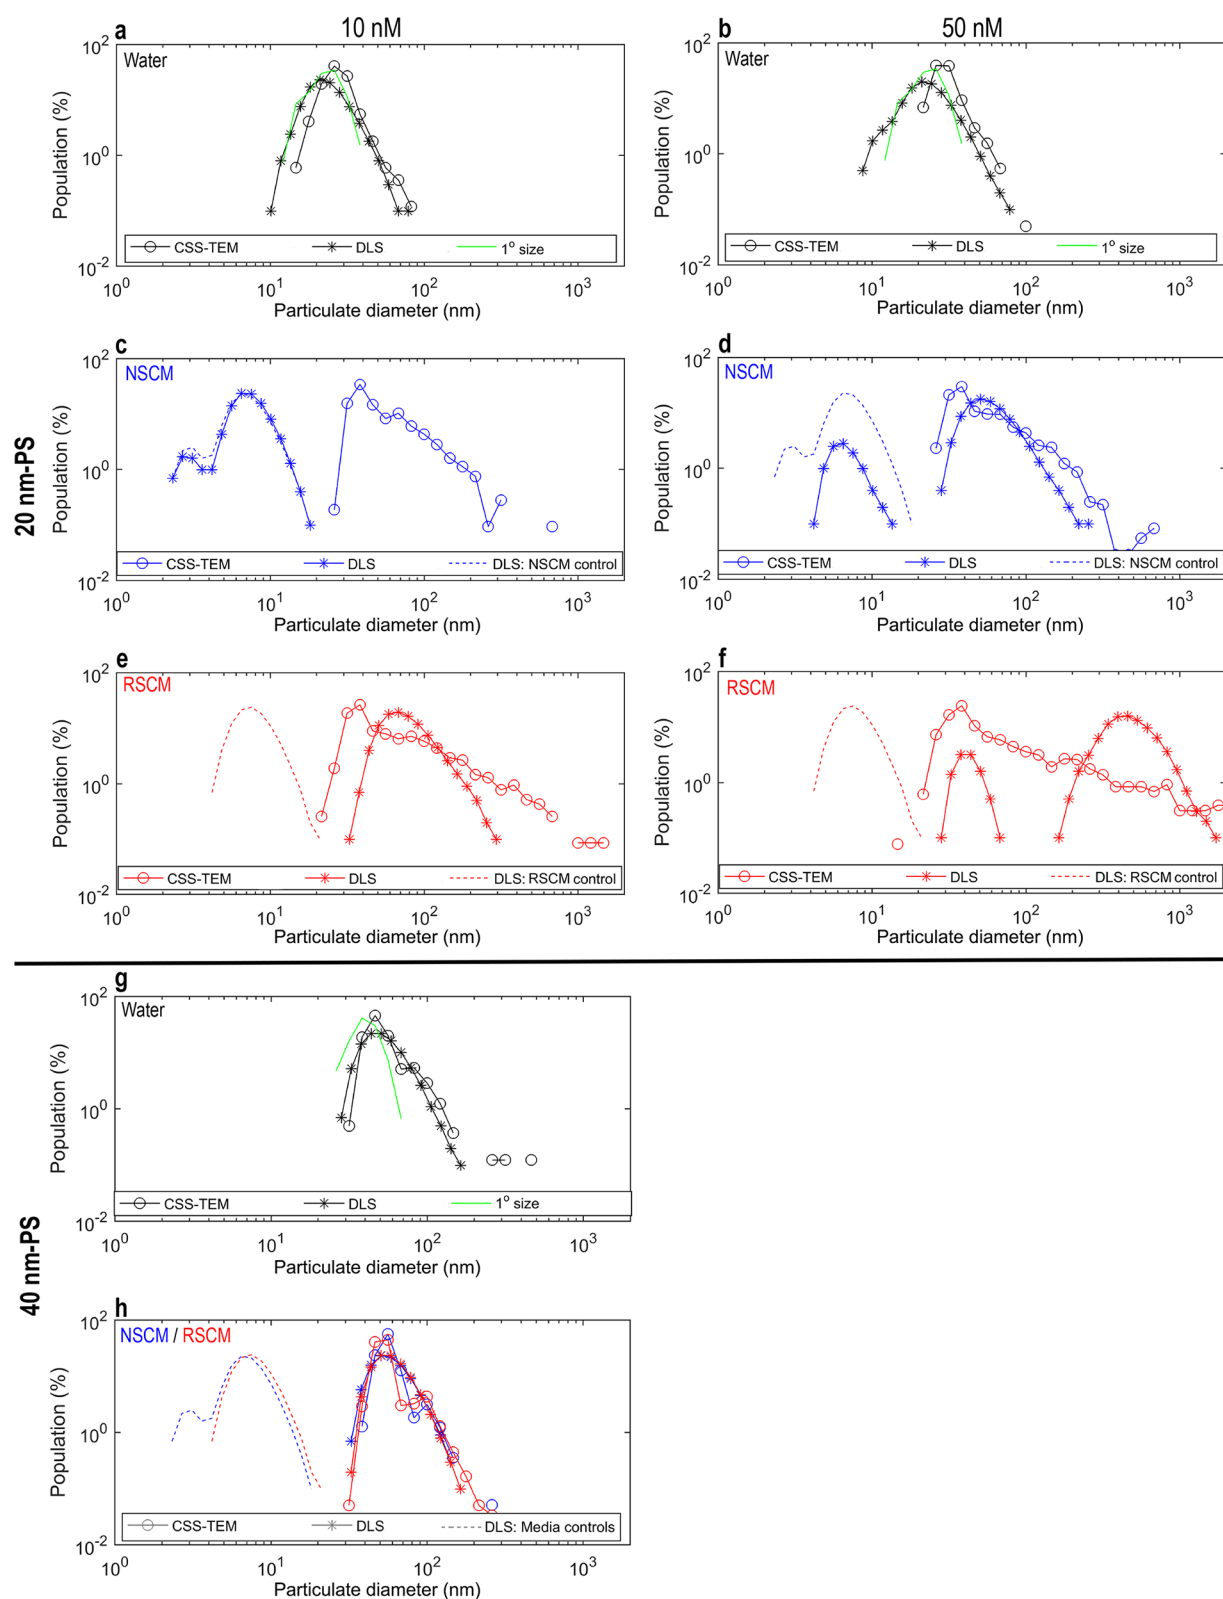 10 nM
50 nM
20 nm-PS
a
Water
10²
10⁰
10⁻²
Population (%)
CSS-TEM DLS 1° size
10⁰ 10¹ 10² 10³
Particulate diameter (nm)
b
Water
10²
10⁰
10⁻²
Population (%)
CSS-TEM DLS 1° size
10⁰ 10¹ 10² 10³
Particulate diameter (nm)
c
NSCM
10²
10⁰
10⁻²
Population (%)
CSS-TEM DLS DLS: NSCM control
10⁰ 10¹ 10² 10³
Particulate diameter (nm)
d
NSCM
10²
10⁰
10⁻²
Population (%)
CSS-TEM DLS DLS: NSCM control
10⁰ 10¹ 10² 10³
Particulate diameter (nm)
e
RSCM
10²
10⁰
10⁻²
Population (%)
CSS-TEM DLS DLS: RSCM control
10⁰ 10¹ 10² 10³
Particulate diameter (nm)
f
RSCM
10²
10⁰
10⁻²
Population (%)
CSS-TEM DLS DLS: RSCM control
10⁰ 10¹ 10² 10³
Particulate diameter (nm)
40 nm-PS
g
Water
10²
10⁰
10⁻²
Population (%)
CSS-TEM DLS 1° size
10⁰ 10¹ 10² 10³
Particulate diameter (nm)
h
NSCM / RSCM
10²
10⁰
10⁻²
Population (%)
CSS-TEM DLS DLS: Media controls
10⁰ 10¹ 10² 10³
Particulate diameter (nm)